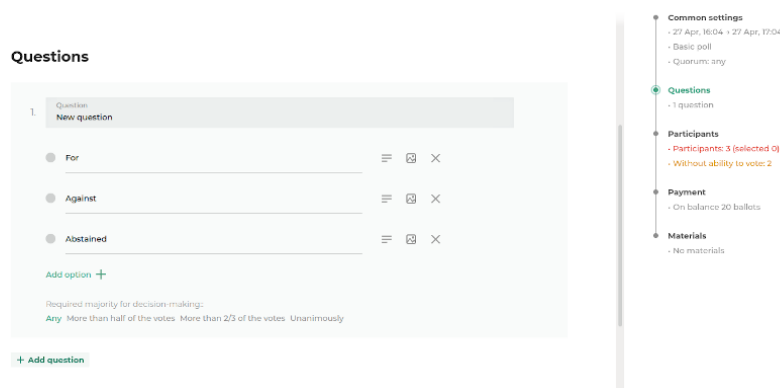 Questions
1.
Question
New question
For
Against
Abstained
Add option +
Required majority for decision-making::
Any More than half of the votes More than 2/3 of the votes Unanimously
+ Add question
Common settings
- 27 Apr, 16:04 › 27 Apr, 17:04
- Basic poll
- Quorum: any
Questions
- 1 question
Participants
- Participants: 3 (selected 0)
- Without ability to vote: 2
Payment
- On balance 20 ballots
Materials
- No materials